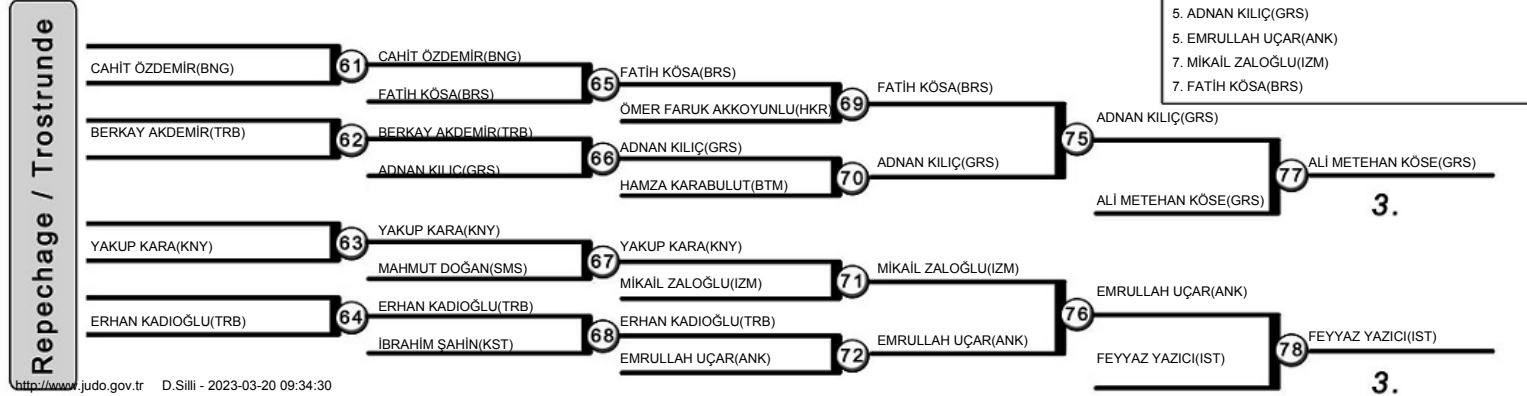 Repechage / Trostrunde
5. ADNAN KILIÇ(GRS)
5. EMRULLAH UÇAR(ANK)
7. MİKAİL ZALOĞLU(IZM)
7. FATİH KÖSA(BRS)
CAHİT ÖZDEMİR(BNG)
61
BERKAY AKDEMİR(TRB)
62
YAKUP KARA(KNY)
63
ERHAN KADIOĞLU(TRB)
64
CAHİT ÖZDEMİR(BNG)
FATİH KÖSA(BRS)
65
BERKAY AKDEMİR(TRB)
ADNAN KILIÇ(GRS)
66
YAKUP KARA(KNY)
MAHMUT DOĞAN(SMS)
67
ERHAN KADIOĞLU(TRB)
İBRAHİM ŞAHİN(KST)
68
FATİH KÖSA(BRS)
ÖMER FARUK AKKOYUNLU(HKR)
69
ADNAN KILIÇ(GRS)
HAMZA KARABULUT(BTM)
70
YAKUP KARA(KNY)
MİKAİL ZALOĞLU(IZM)
71
ERHAN KADIOĞLU(TRB)
EMRULLAH UÇAR(ANK)
72
FATİH KÖSA(BRS)
ADNAN KILIÇ(GRS)
75
MİKAİL ZALOĞLU(IZM)
EMRULLAH UÇAR(ANK)
76
ADNAN KILIÇ(GRS)
ALİ METEHAN KÖSE(GRS)
77
EMRULLAH UÇAR(ANK)
FEYYAZ YAZICI(IST)
78
ALİ METEHAN KÖSE(GRS)
3.
FEYYAZ YAZICI(IST)
3.
http://www.judo.gov.tr D.Silli - 2023-03-20 09:34:30